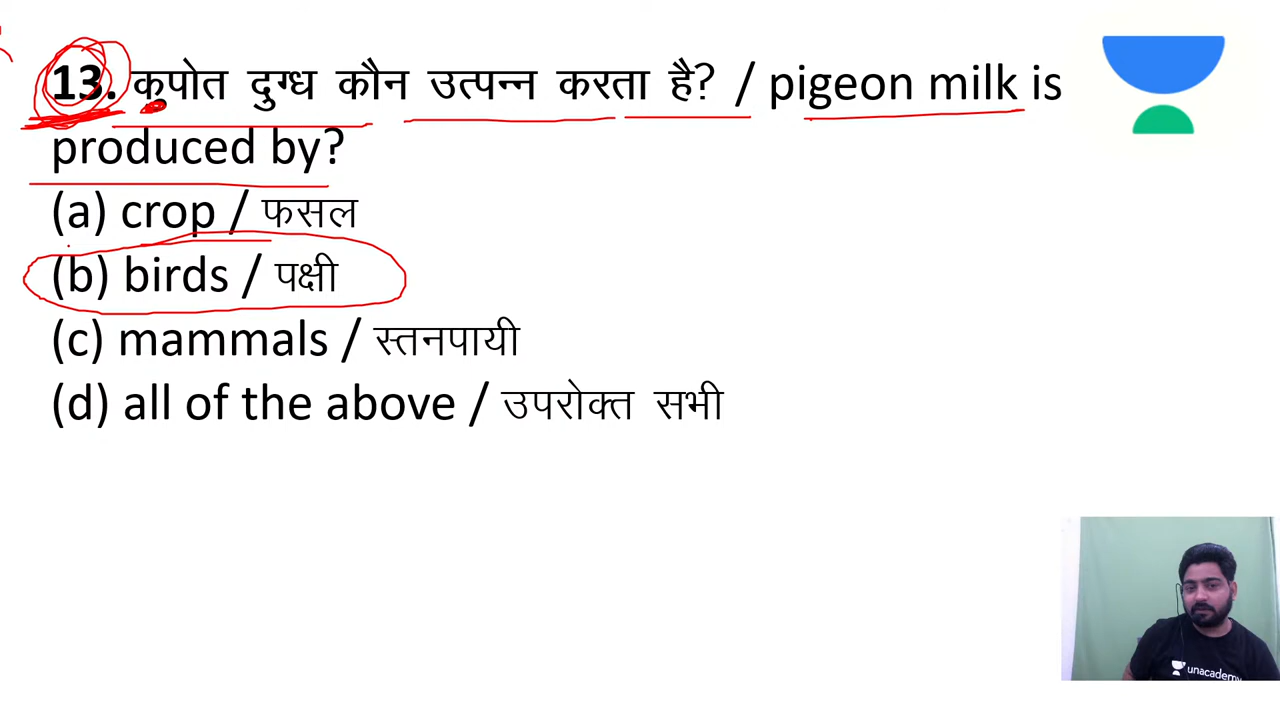 13. कुपोत दुग्ध कौन उत्पन्न करता है? / pigeon milk is
produced by?
(a) crop / फसल
(b) birds / पक्षी
(c) mammals / स्तनपायी
(d) all of the above / उपरोक्त सभी
unacademy